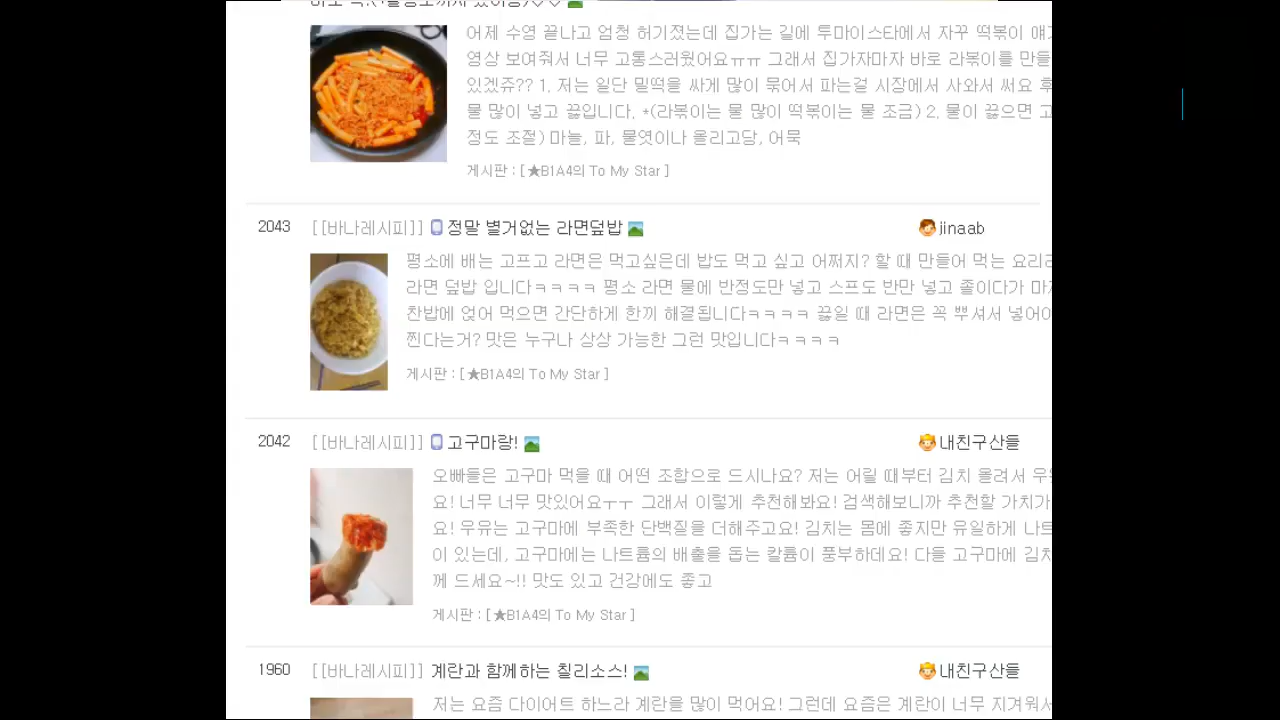 어제 수영 끝나고 엄청 허기졌는데 집가는 길에 투마이스타에서 자꾸 떡볶이
영상 보여줘서 너무 고통스러웠어요ㅠㅠ 그래서 집가자마자 바로 라볶이를 만들
있겠쥬?? 1. 저는 일단 밀떡을 싸게 많이 묶어서 파는걸 시장에서 사와서 써요
물 많이 넣고 끓입니다. *(라볶이는 물 많이 떡볶이는 물 조금) 2. 물이 끓으면
정도 조절) 마늘, 파, 물엿이나 올리고당, 어묵
게시판 : [ ★B1A4의 To My Star ]
2043 [[바나레시피]] 정말 별거없는 라면덮밥 jinaab
평소에 배는 고프고 라면은 먹고싶은데 밥도 먹고 싶고 어쩌지? 할 때 만들어 먹는
라면 덮밥 입니다ㅋㅋㅋㅋ 평소 라면 물에 반정도만 넣고 스프도 반만 넣고 졸이다가
찬밥에 얹어 먹으면 간단하게 한끼 해결됩니다ㅋㅋㅋㅋ 끓일 때 라면은 꼭 뿌셔서
찐다는거? 맛은 누구나 상상 가능한 그런 맛입니다ㅋㅋㅋㅋ
게시판 : [ ★B1A4의 To My Star ]
2042 [[바나레시피]] 고구마랑! 내친구산들
오빠들은 고구마 먹을 때 어떤 조합으로 드시나요? 저는 어릴 때부터 김치 올려서
요! 너무 너무 맛있어요ㅜㅜ 그래서 이렇게 추천해봐요! 검색해보니까 추천할 가치가
요! 우유는 고구마에 부족한 단백질을 더해주고요! 김치는 몸에 좋지만 유일하게 나트
이 있는데, 고구마에는 나트륨의 배출을 돕는 칼륨이 풍부하데요! 다들 고구마에
께 드세요~!! 맛도 있고 건강에도 좋고
게시판 : [ ★B1A4의 To My Star ]
1960 [[바나레시피]] 계란과 함께하는 칠리소스! 내친구산들
저는 요즘 다이어트 하느라 계란을 많이 먹어요! 그런데 요즘은 계란이 너무 지겨워서